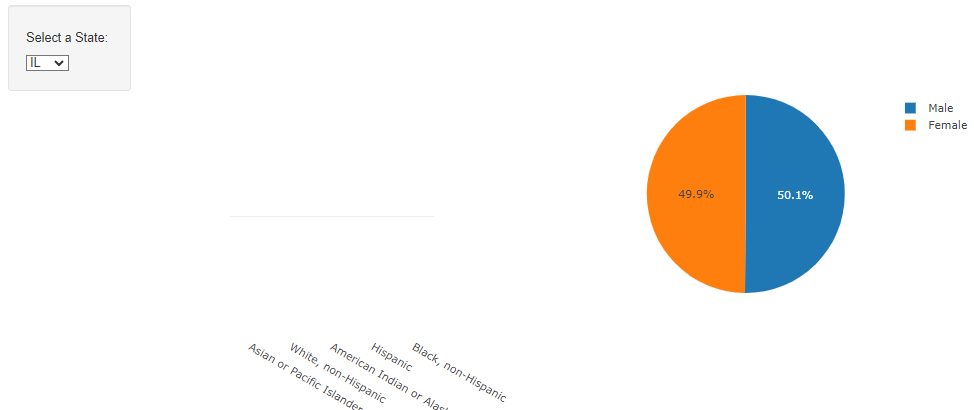 Select a State:
IL
Male
Female
49.9%
50.1%
Asian or Pacific Islander
White, non-Hispanic
American Indian or Alas
Hispanic
Black, non-Hispanic